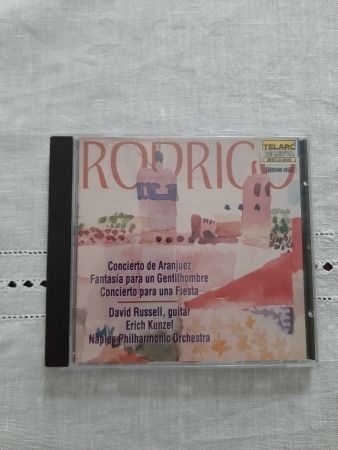 TELARC
RODRIGO
Concierto de Aranjuez
Fantasía para un Gentilhombre
Concierto para una Fiesta
David Russell, guitar
Erich Kunzel
Naples Philharmonic Orchestra